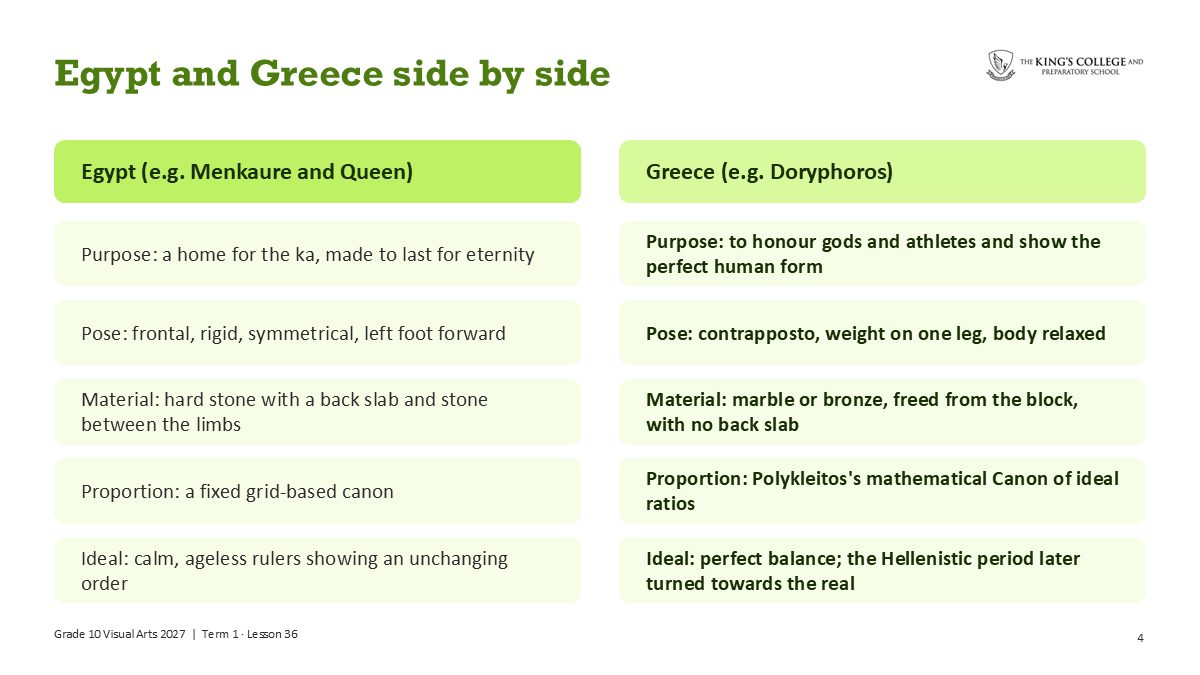 Egypt and Greece side by side
THE KING'S COLLEGE AND
PREPARATORY SCHOOL
Egypt (e.g. Menkaure and Queen)
Greece (e.g. Doryphoros)
Purpose: a home for the ka, made to last for eternity
Purpose: to honour gods and athletes and show the
perfect human form
Pose: frontal, rigid, symmetrical, left foot forward
Pose: contrapposto, weight on one leg, body relaxed
Material: hard stone with a back slab and stone
between the limbs
Material: marble or bronze, freed from the block,
with no back slab
Proportion: a fixed grid-based canon
Proportion: Polykleitos's mathematical Canon of ideal
ratios
Ideal: calm, ageless rulers showing an unchanging
order
Ideal: perfect balance; the Hellenistic period later
turned towards the real
Grade 10 Visual Arts 2027 | Term 1 · Lesson 36
4